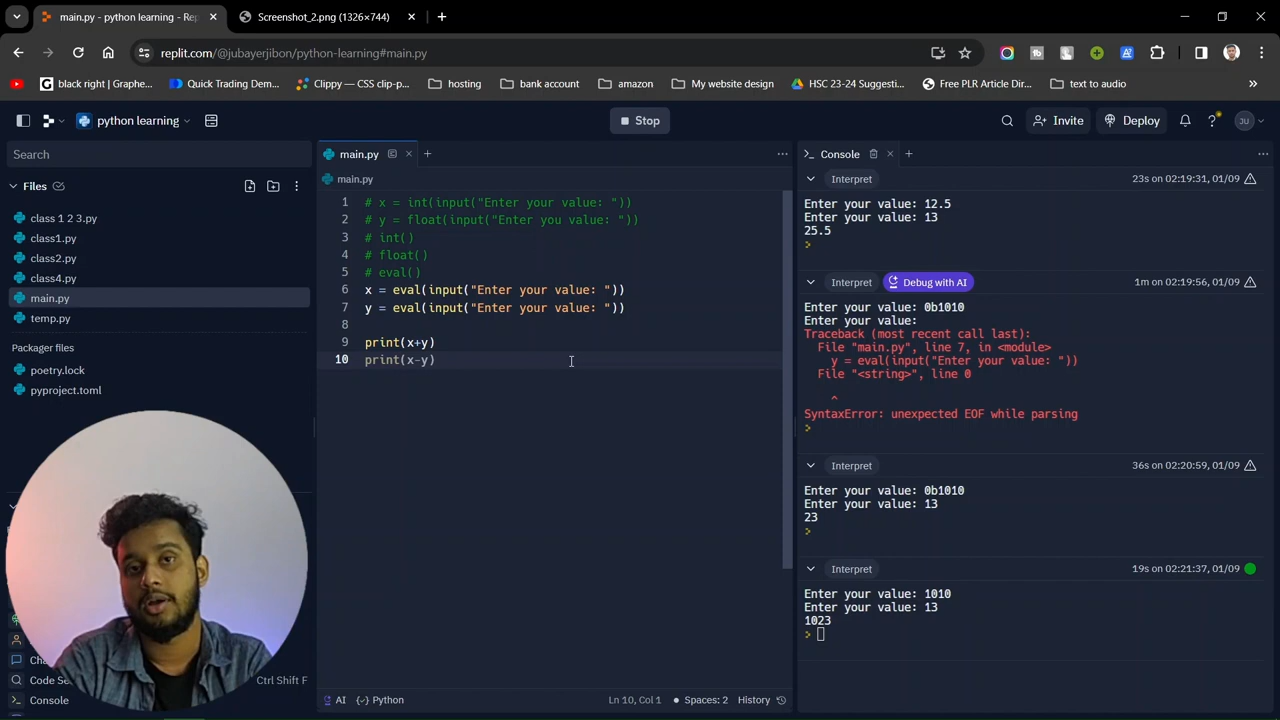 main.py - python learning - Rep
Screenshot_2.png (1326×744)
replit.com/@jubayerjibon/python-learning#main.py
black right | Graphe...
Quick Trading Dem...
Clippy — CSS clip-p...
hosting
bank account
amazon
My website design
HSC 23-24 Suggesti...
Free PLR Article Dir...
text to audio
python learning
Stop
Invite
Deploy
JU
Search
Files
class 1 2 3.py
class1.py
class2.py
class4.py
main.py
temp.py
Packager files
poetry.lock
pyproject.toml
Cha
Code Se
Ctrl Shift F
Console
main.py
main.py
1 # x = int(input("Enter your value: "))
2 # y = float(input("Enter you value: "))
3 # int()
4 # float()
5 # eval()
6 x = eval(input("Enter your value: "))
7 y = eval(input("Enter your value: "))
8
9 print(x+y)
10 print(x-y)
AI
Python
Ln 10, Col 1
Spaces: 2
History
Console
Interpret
23s on 02:19:31, 01/09
Enter your value: 12.5
Enter your value: 13
25.5
>
Interpret
Debug with AI
1m on 02:19:56, 01/09
Enter your value: 0b1010
Enter your value:
Traceback (most recent call last):
File "main.py", line 7, in <module>
y = eval(input("Enter your value: "))
File "<string>", line 0
^
SyntaxError: unexpected EOF while parsing
>
Interpret
36s on 02:20:59, 01/09
Enter your value: 0b1010
Enter your value: 13
23
>
Interpret
19s on 02:21:37, 01/09
Enter your value: 1010
Enter your value: 13
1023
>